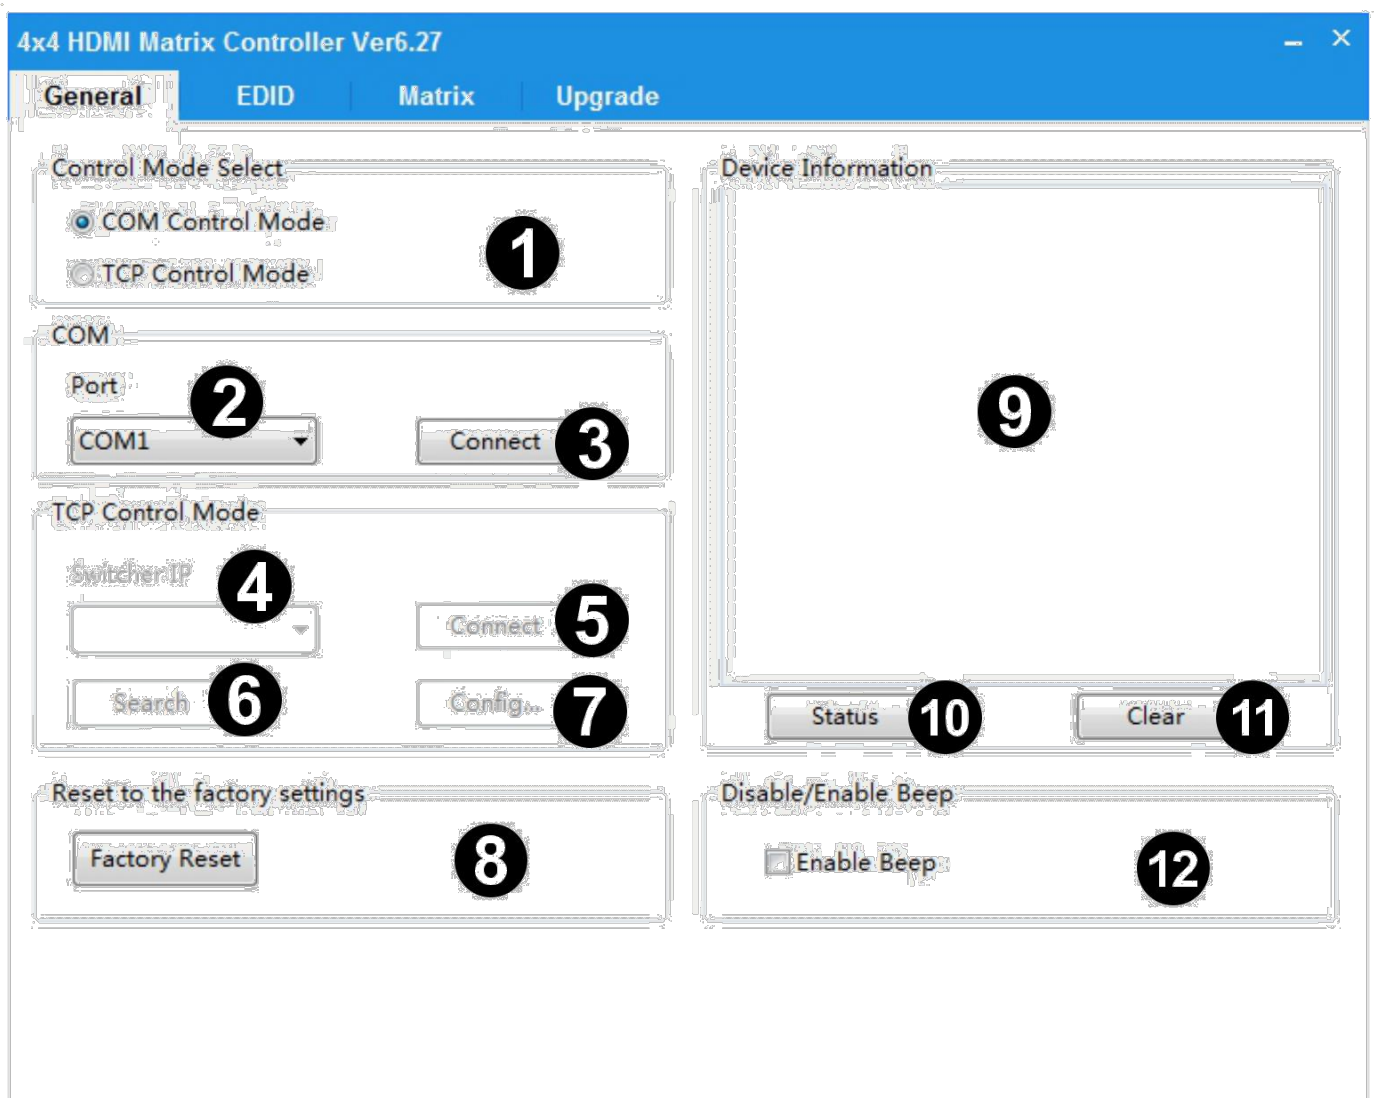 4x4 HDMI Matrix Controller Ver6.27
General EDID Matrix Upgrade
Control Mode Select
COM Control Mode
TCP Control Mode
1
COM
Port
2
COM1
Connect
3
TCP Control Mode
Switcher IP
4
Connect
5
Search
6
Config...
7
Reset to the factory settings
Factory Reset
8
Device Information
9
Status
10
Clear
11
Disable/Enable Beep
Enable Beep
12